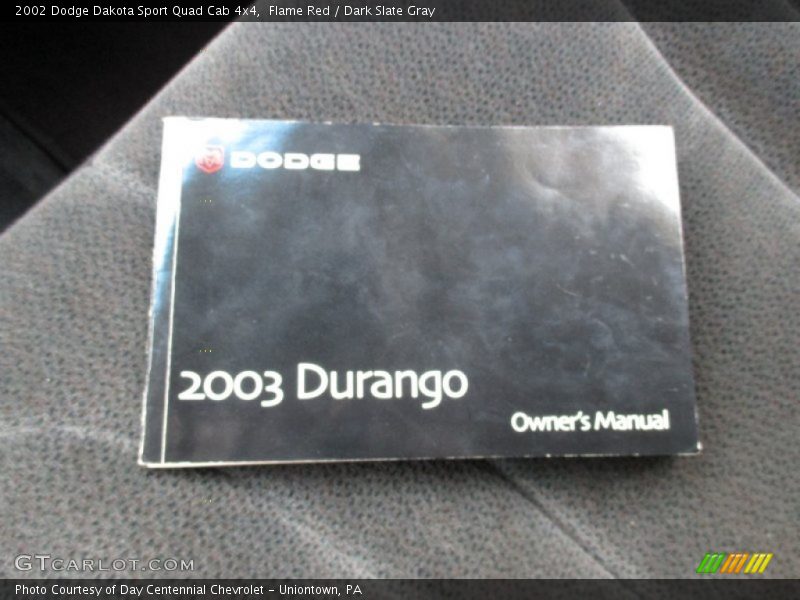 2002 Dodge Dakota Sport Quad Cab 4x4,  Flame Red / Dark Slate Gray
DODGE
2003 Durango
Owner's Manual
GTCARLOT.COM
Photo Courtesy of Day Centennial Chevrolet - Uniontown, PA